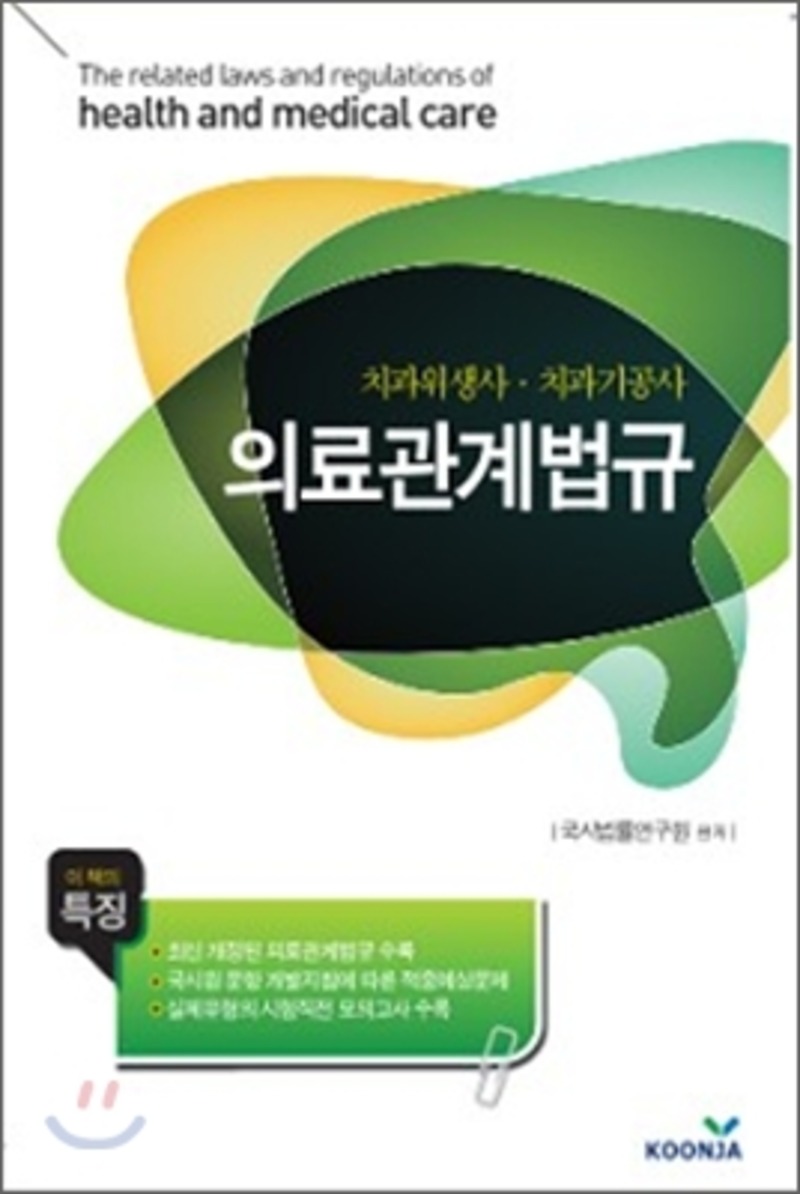 The related laws and regulations of
health and medical care
치과위생사 · 치과기공사
의료관계법규
| 국시법률연구원 편저 |
이 책의
특징
• 최신 개정된 의료관계법규 수록
• 국시원 문항 개발지침에 따른 적중예상문제
• 실제유형의 시험직전 모의고사 수록
KOONJA